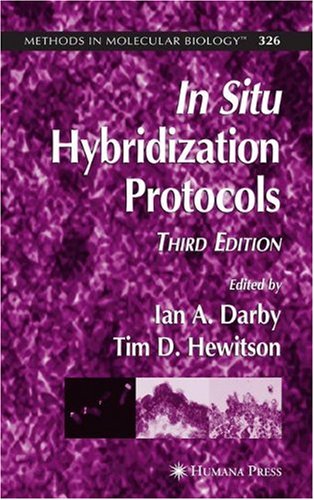 METHODS IN MOLECULAR BIOLOGY™ 326
In Situ
Hybridization
Protocols
THIRD EDITION
Edited by
Ian A. Darby
Tim D. Hewitson
HUMANA PRESS